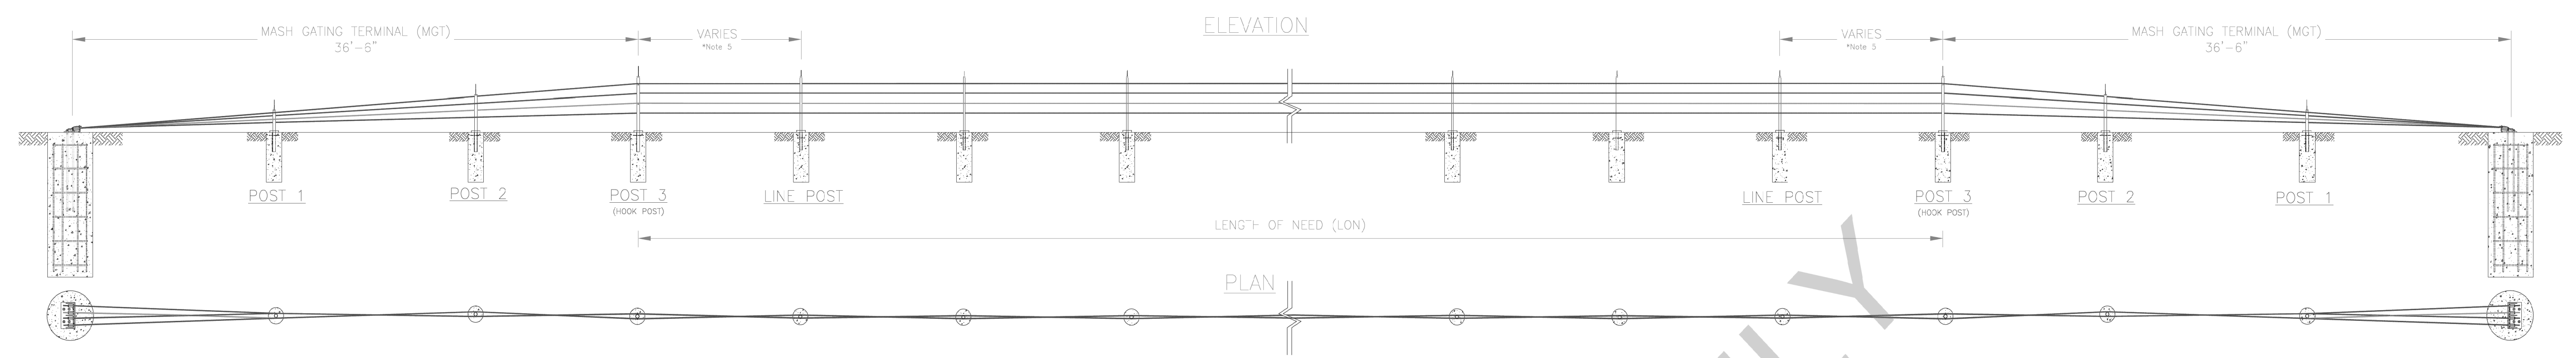 ELEVATION
MASH GATING TERMINAL (MGT)
36'-6"
VARIES
*Note 5
VARIES
*Note 5
MASH GATING TERMINAL (MGT)
36'-6"
POST 1
POST 2
POST 3
(HOOK POST)
LINE POST
LINE POST
POST 3
(HOOK POST)
POST 2
POST 1
LENGTH OF NEED (LON)
PLAN